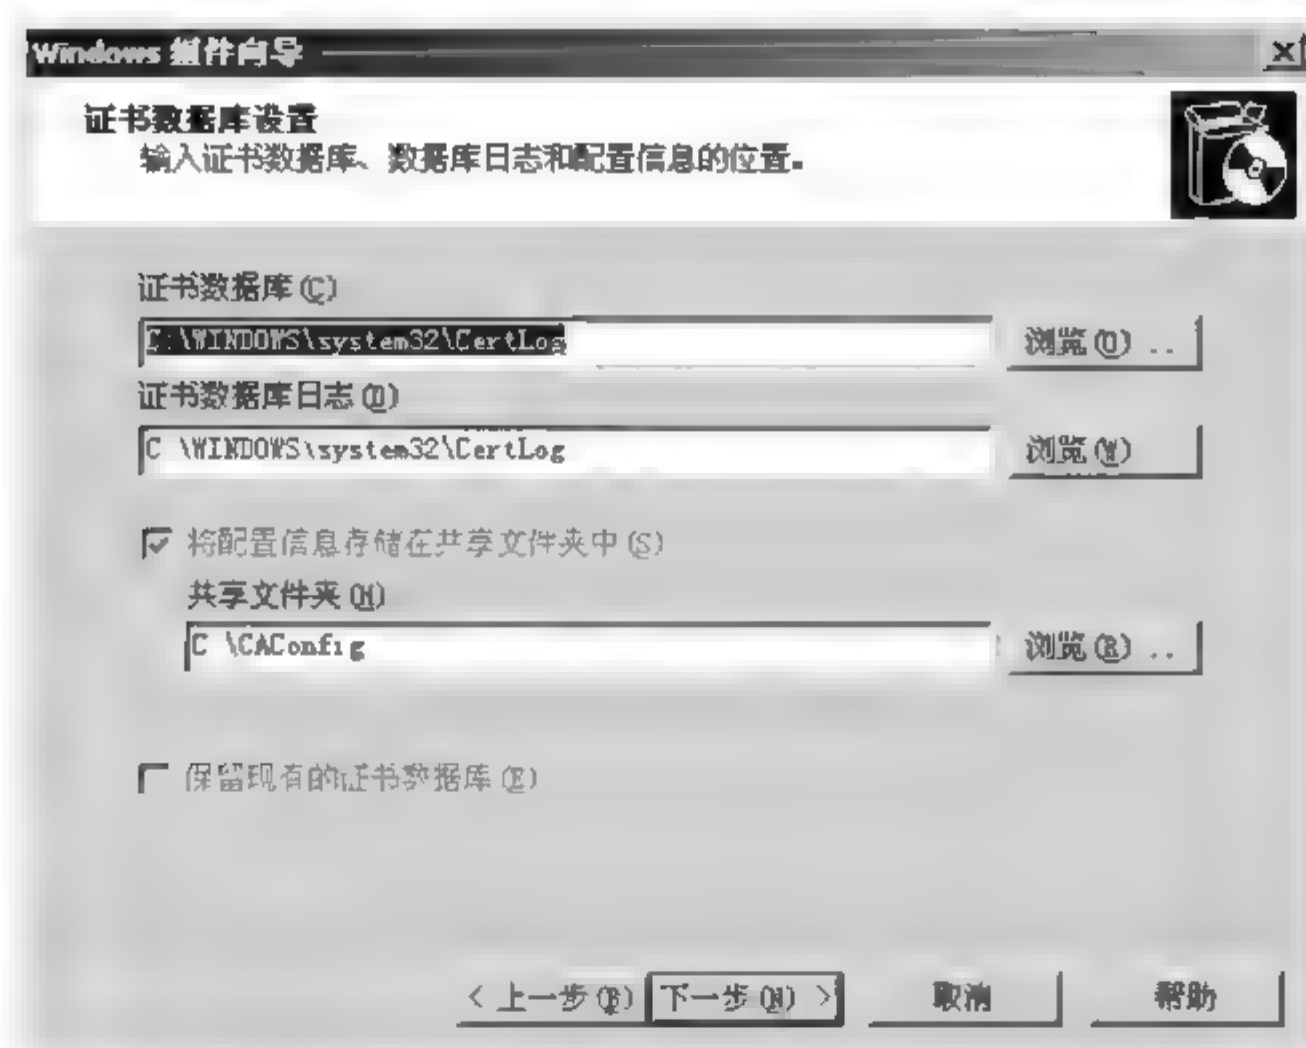 Windows 组件向导
证书数据库设置
输入证书数据库、数据库日志和配置信息的位置。
证书数据库(C)
C:\WINDOWS\system32\CertLog
浏览(O)..
证书数据库日志(D)
C \WINDOWS\system32\CertLog
浏览(W)
将配置信息存储在共享文件夹中(S)
共享文件夹(H)
C \CAConfig
浏览(R)..
保留现有的证书数据库(E)
< 上一步(B)
下一步(N) >
取消
帮助